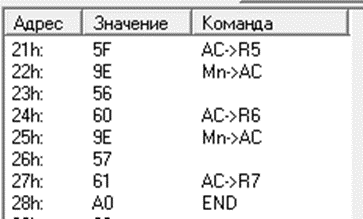 Адрес Значение Команда
21h: 5F AC->R5
22h: 9E Mn->AC
23h: 56
24h: 60 AC->R6
25h: 9E Mn->AC
26h: 57
27h: 61 AC->R7
28h: A0 END